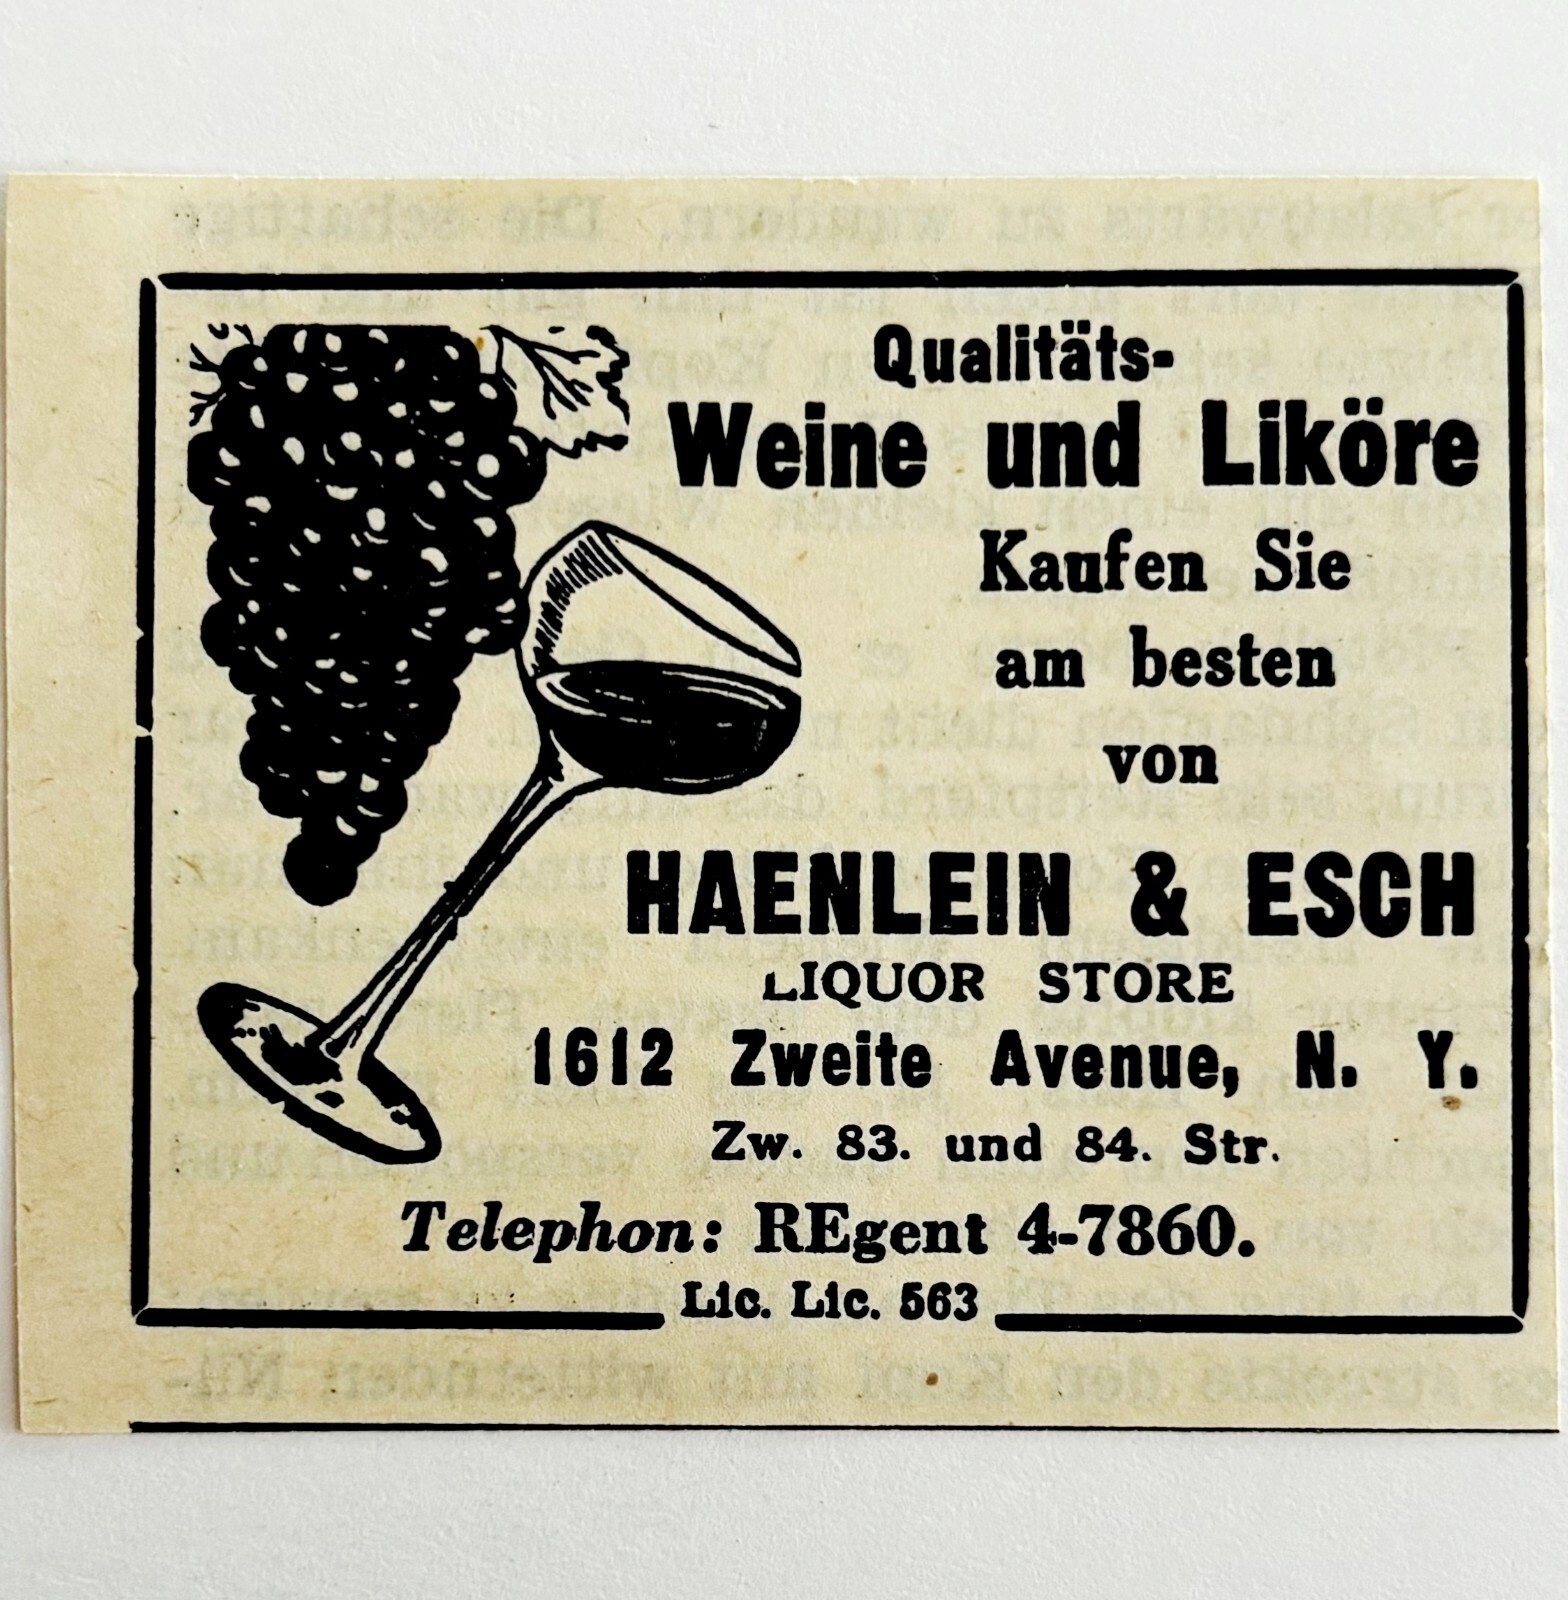 Qualitäts-
Weine und Liköre
Kaufen Sie
am besten
von
HAENLEIN & ESCH
LIQUOR STORE
1612 Zweite Avenue, N. Y.
Zw. 83. und 84. Str.
Telephon: REgent 4-7860.
Lic. Lic. 563